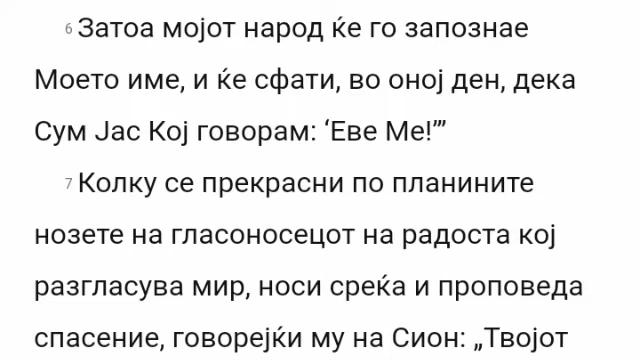 6 Затоа мојот народ ќе го запознае
Моето име, и ќе сфати, во оној ден, дека
Сум Јас Кој говорам: ‘Еве Ме!’”
7 Колку се прекрасни по планините
нозете на гласоносецот на радоста кој
разгласува мир, носи среќа и проповеда
спасение, говорејќи му на Сион: „Твојот